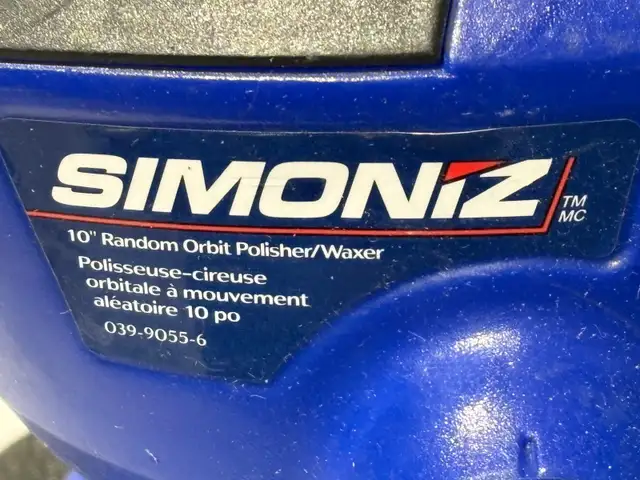 SIMONIZ
TM
MC
10" Random Orbit Polisher/Waxer
Polisseuse-cireuse
orbitale à mouvement
aléatoire 10 po
039-9055-6